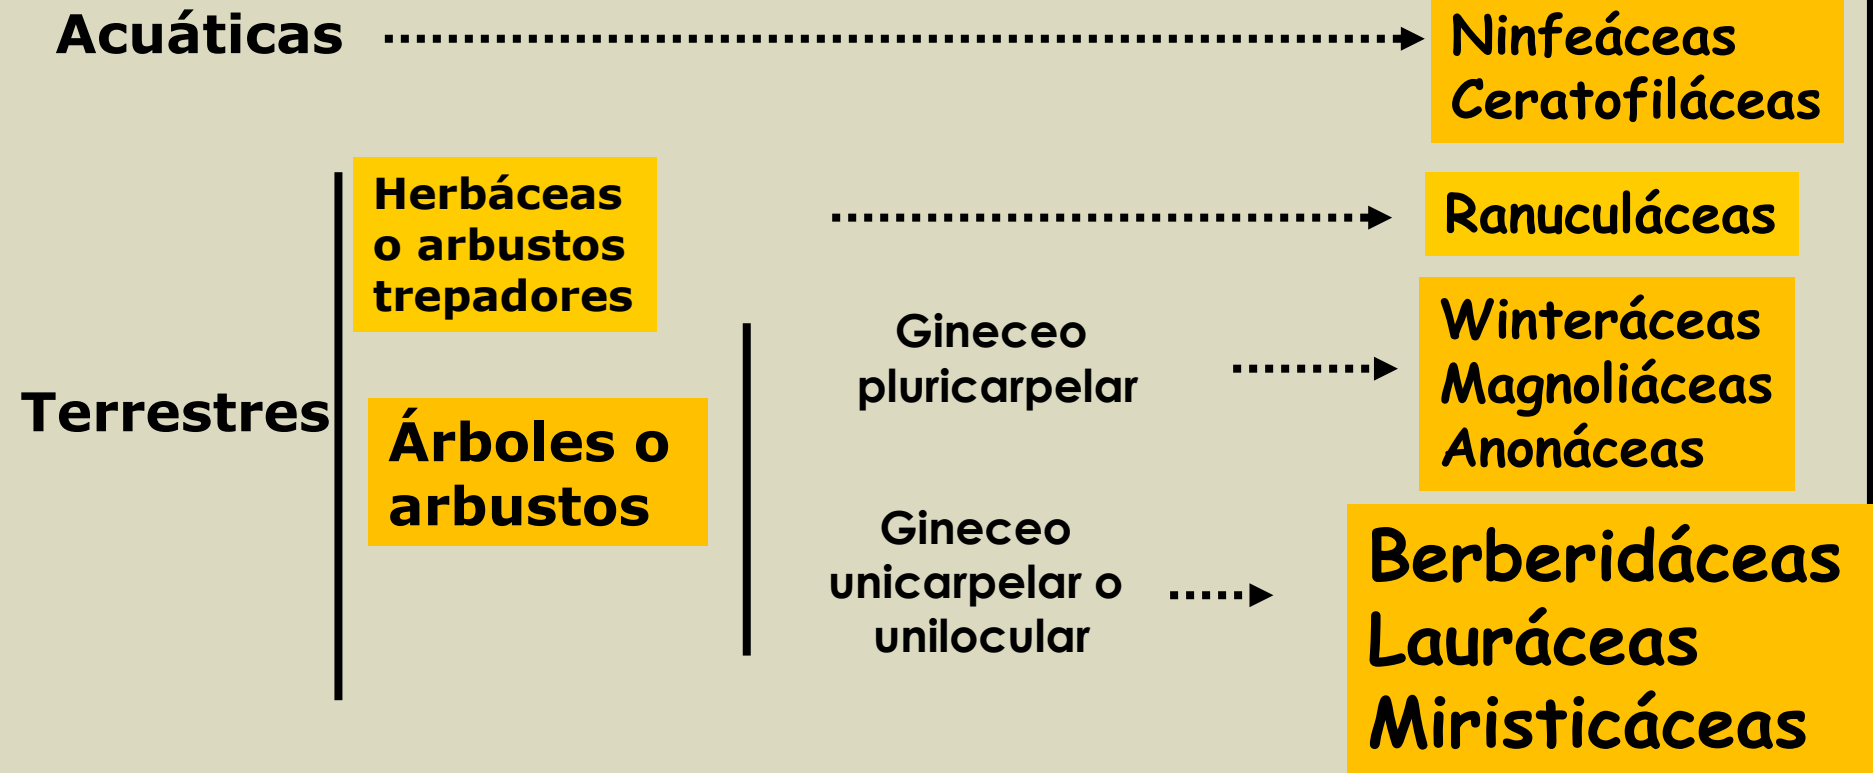 Acuáticas
Ninfeáceas
Ceratofiláceas
Herbáceas
o arbustos
trepadores
Ranuculáceas
Terrestres
Árboles o
arbustos
Gineceo
pluricarpelar
Winteráceas
Magnoliáceas
Anonáceas
Gineceo
unicarpelar o
unilocular
Berberidáceas
Lauráceas
Miristicáceas